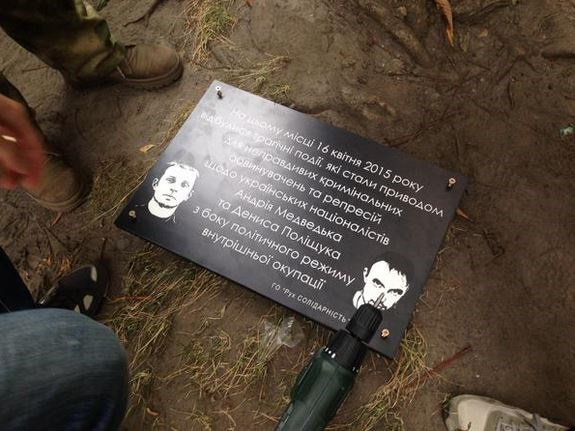 На цьому місці 16 квітня 2015 року
відбулися трагічні події, які стали приводом
для неправдивих кримінальних
обвинувачень та репресій
щодо українських націоналістів
Андрія Медведька
та Дениса Поліщука
з боку політичного режиму
внутрішньої окупації
ГО "Рух СОЛІДАРНІСТЬ"